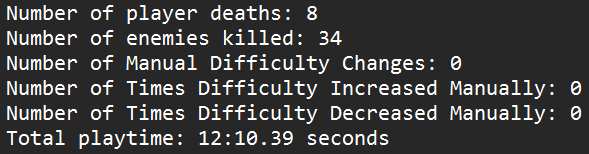 Number of player deaths: 8
Number of enemies killed: 34
Number of Manual Difficulty Changes: 0
Number of Times Difficulty Increased Manually: 0
Number of Times Difficulty Decreased Manually: 0
Total playtime: 12:10.39 seconds